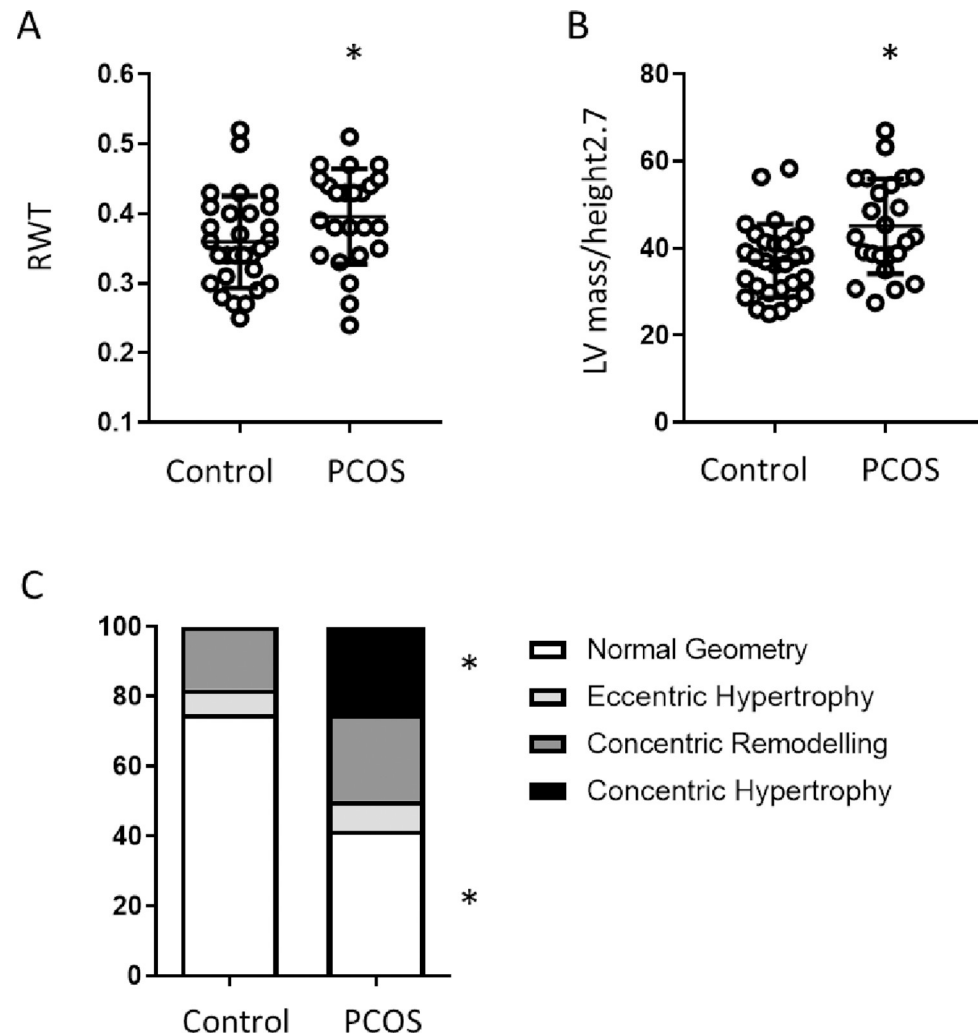 A
*
0.6
0.5
0.4
0.3
0.2
0.1
RWT
Control PCOS
B
*
80
60
40
20
0
LV mass/height2.7
Control PCOS
C
100
80
60
40
20
0
*
*
Control PCOS
Normal Geometry
Eccentric Hypertrophy
Concentric Remodelling
Concentric Hypertrophy